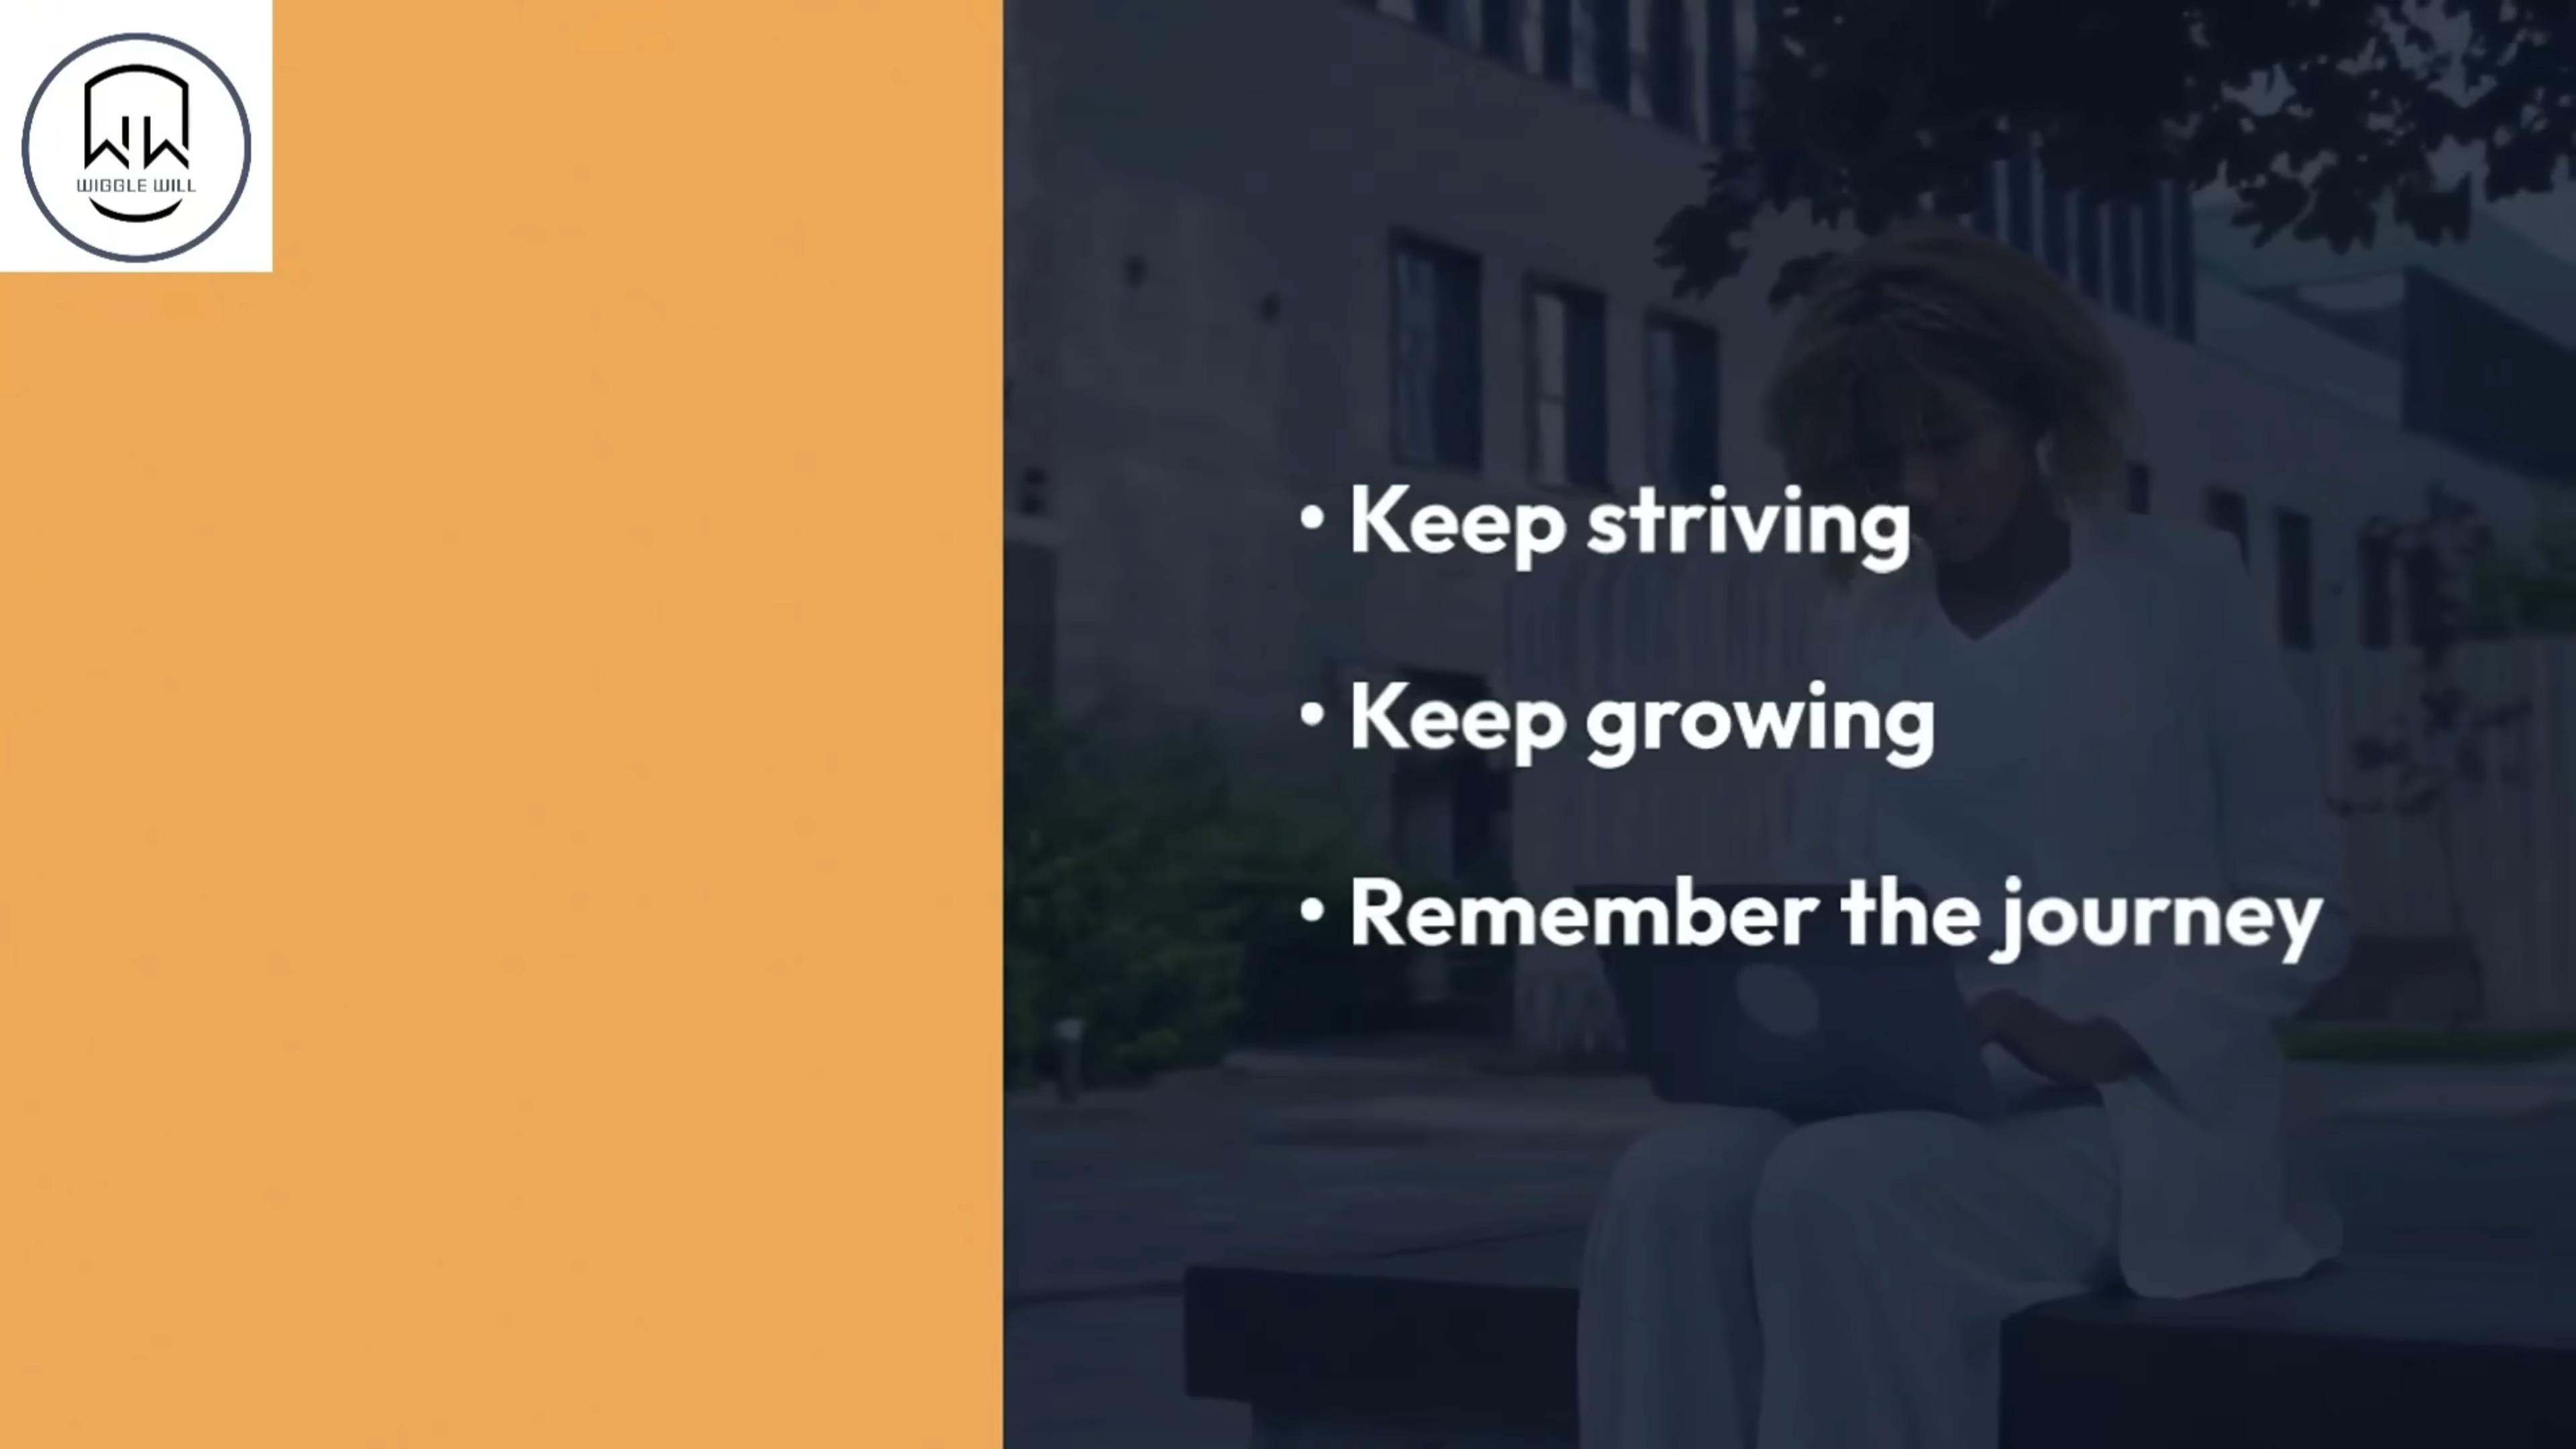 WIGGLE WILL
• Keep striving
• Keep growing
• Remember the journey